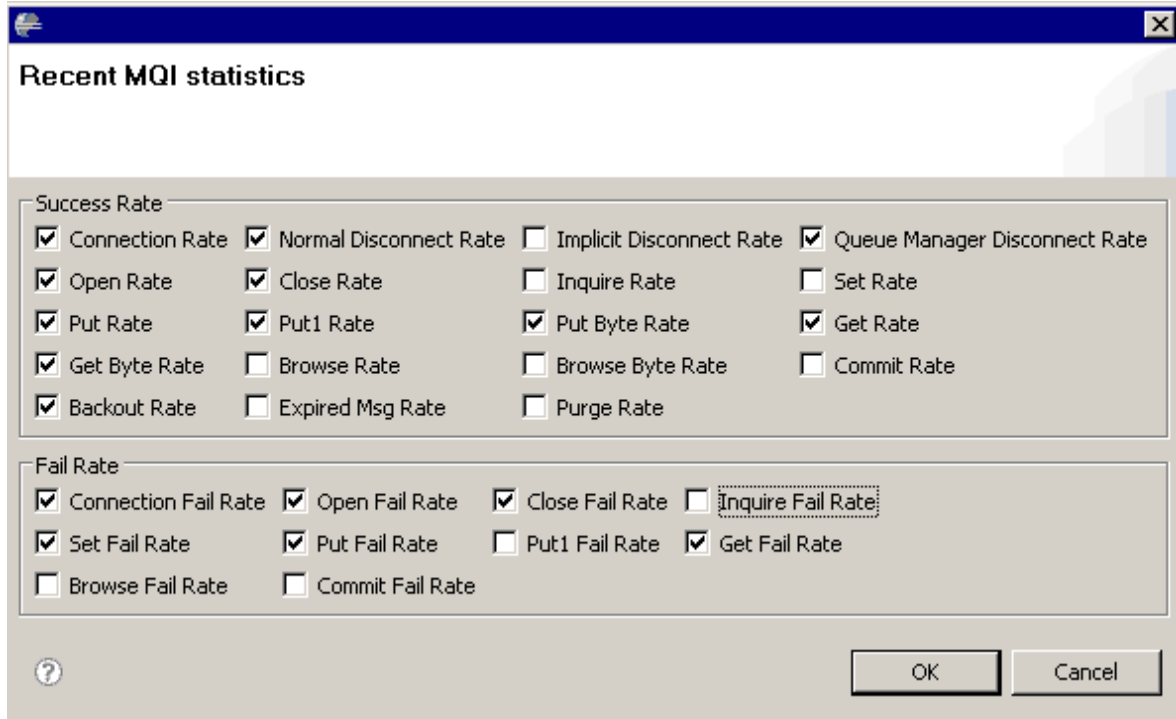 Recent MQI statistics
Success Rate
Connection Rate Normal Disconnect Rate Implicit Disconnect Rate Queue Manager Disconnect Rate
Open Rate Close Rate Inquire Rate Set Rate
Put Rate Put1 Rate Put Byte Rate Get Rate
Get Byte Rate Browse Rate Browse Byte Rate Commit Rate
Backout Rate Expired Msg Rate Purge Rate
Fail Rate
Connection Fail Rate Open Fail Rate Close Fail Rate Inquire Fail Rate
Set Fail Rate Put Fail Rate Put1 Fail Rate Get Fail Rate
Browse Fail Rate Commit Fail Rate
? OK Cancel